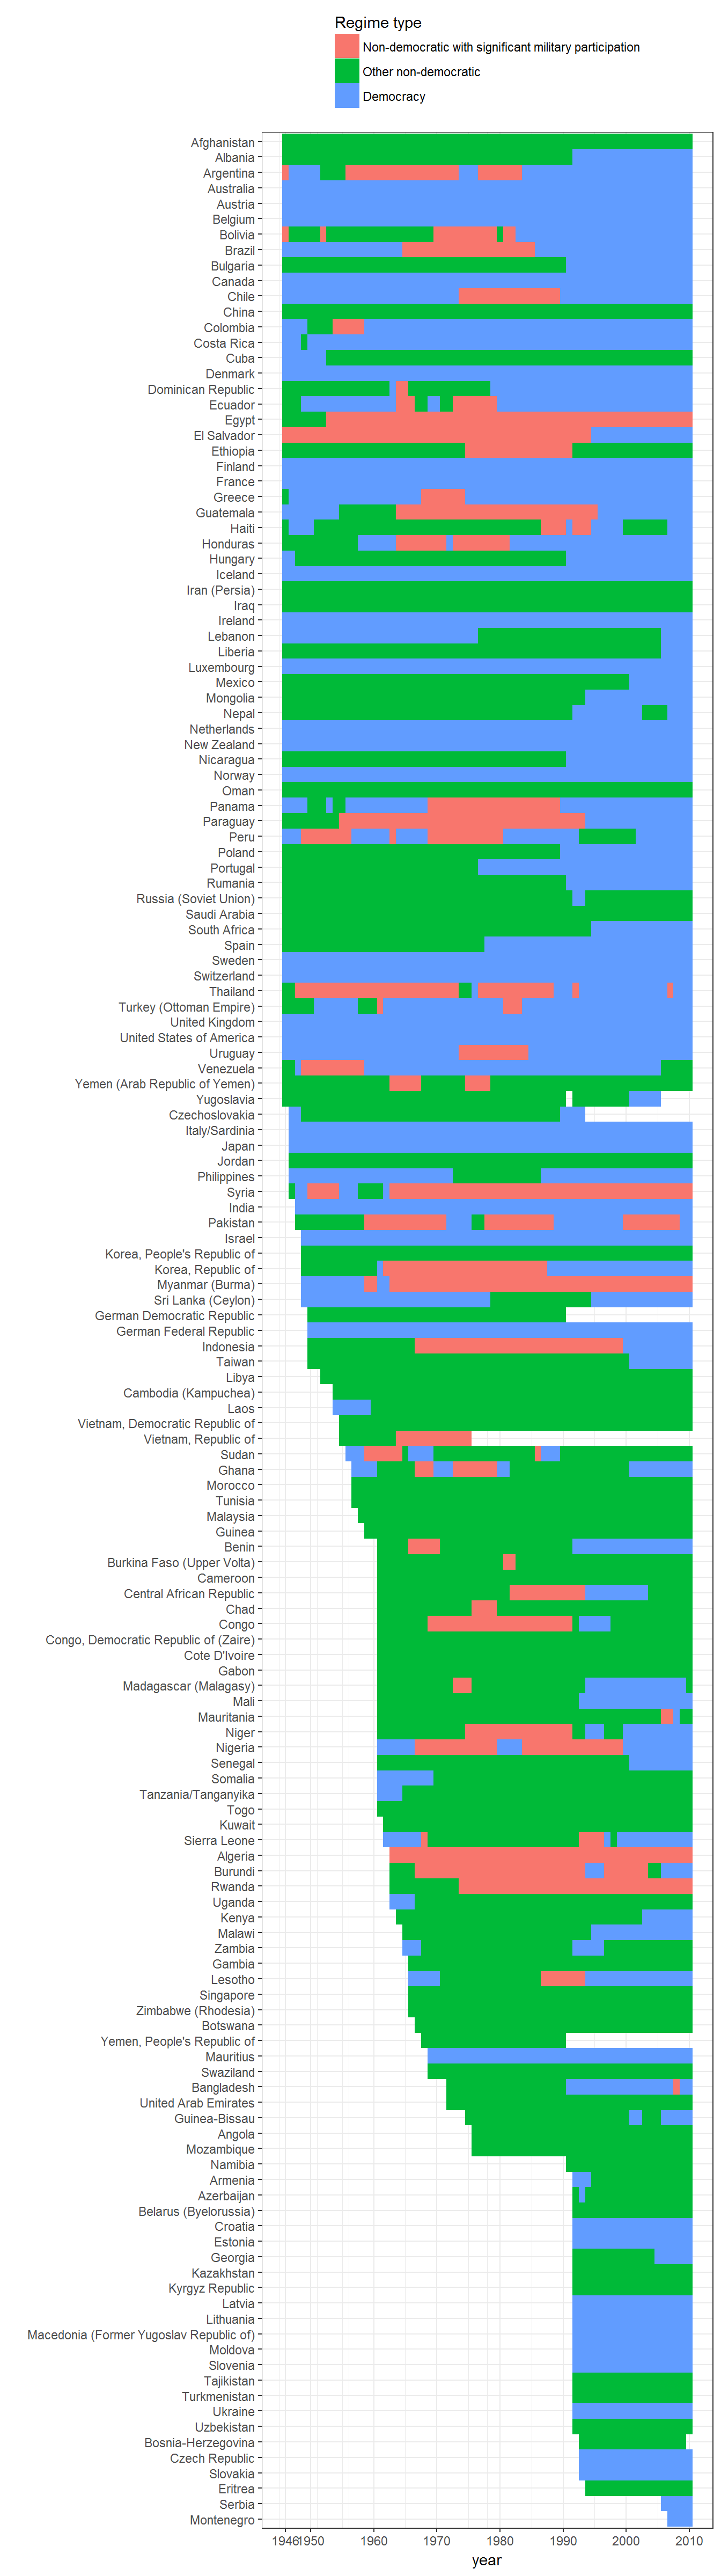 Regime type
Non-democratic with significant military participation
Other non-democratic
Democracy
Afghanistan
Albania
Argentina
Australia
Austria
Belgium
Bolivia
Brazil
Bulgaria
Canada
Chile
China
Colombia
Costa Rica
Cuba
Denmark
Dominican Republic
Ecuador
Egypt
El Salvador
Ethiopia
Finland
France
Greece
Guatemala
Haiti
Honduras
Hungary
Iceland
Iran (Persia)
Iraq
Ireland
Lebanon
Liberia
Luxembourg
Mexico
Mongolia
Nepal
Netherlands
New Zealand
Nicaragua
Norway
Oman
Panama
Paraguay
Peru
Poland
Portugal
Rumania
Russia (Soviet Union)
Saudi Arabia
South Africa
Spain
Sweden
Switzerland
Thailand
Turkey (Ottoman Empire)
United Kingdom
United States of America
Uruguay
Venezuela
Yemen (Arab Republic of Yemen)
Yugoslavia
Czechoslovakia
Italy/Sardinia
Japan
Jordan
Philippines
Syria
India
Pakistan
Israel
Korea, People's Republic of
Korea, Republic of
Myanmar (Burma)
Sri Lanka (Ceylon)
German Democratic Republic
German Federal Republic
Indonesia
Taiwan
Libya
Cambodia (Kampuchea)
Laos
Vietnam, Democratic Republic of
Vietnam, Republic of
Sudan
Ghana
Morocco
Tunisia
Malaysia
Guinea
Benin
Burkina Faso (Upper Volta)
Cameroon
Central African Republic
Chad
Congo
Congo, Democratic Republic of (Zaire)
Cote D'Ivoire
Gabon
Madagascar (Malagasy)
Mali
Mauritania
Niger
Nigeria
Senegal
Somalia
Tanzania/Tanganyika
Togo
Kuwait
Sierra Leone
Algeria
Burundi
Rwanda
Uganda
Kenya
Malawi
Zambia
Gambia
Lesotho
Singapore
Zimbabwe (Rhodesia)
Botswana
Yemen, People's Republic of
Mauritius
Swaziland
Bangladesh
United Arab Emirates
Guinea-Bissau
Angola
Mozambique
Namibia
Armenia
Azerbaijan
Belarus (Byelorussia)
Croatia
Estonia
Georgia
Kazakhstan
Kyrgyz Republic
Latvia
Lithuania
Macedonia (Former Yugoslav Republic of)
Moldova
Slovenia
Tajikistan
Turkmenistan
Ukraine
Uzbekistan
Bosnia-Herzegovina
Czech Republic
Slovakia
Eritrea
Serbia
Montenegro
1946 1950 1960 1970 1980 1990 2000 2010
year